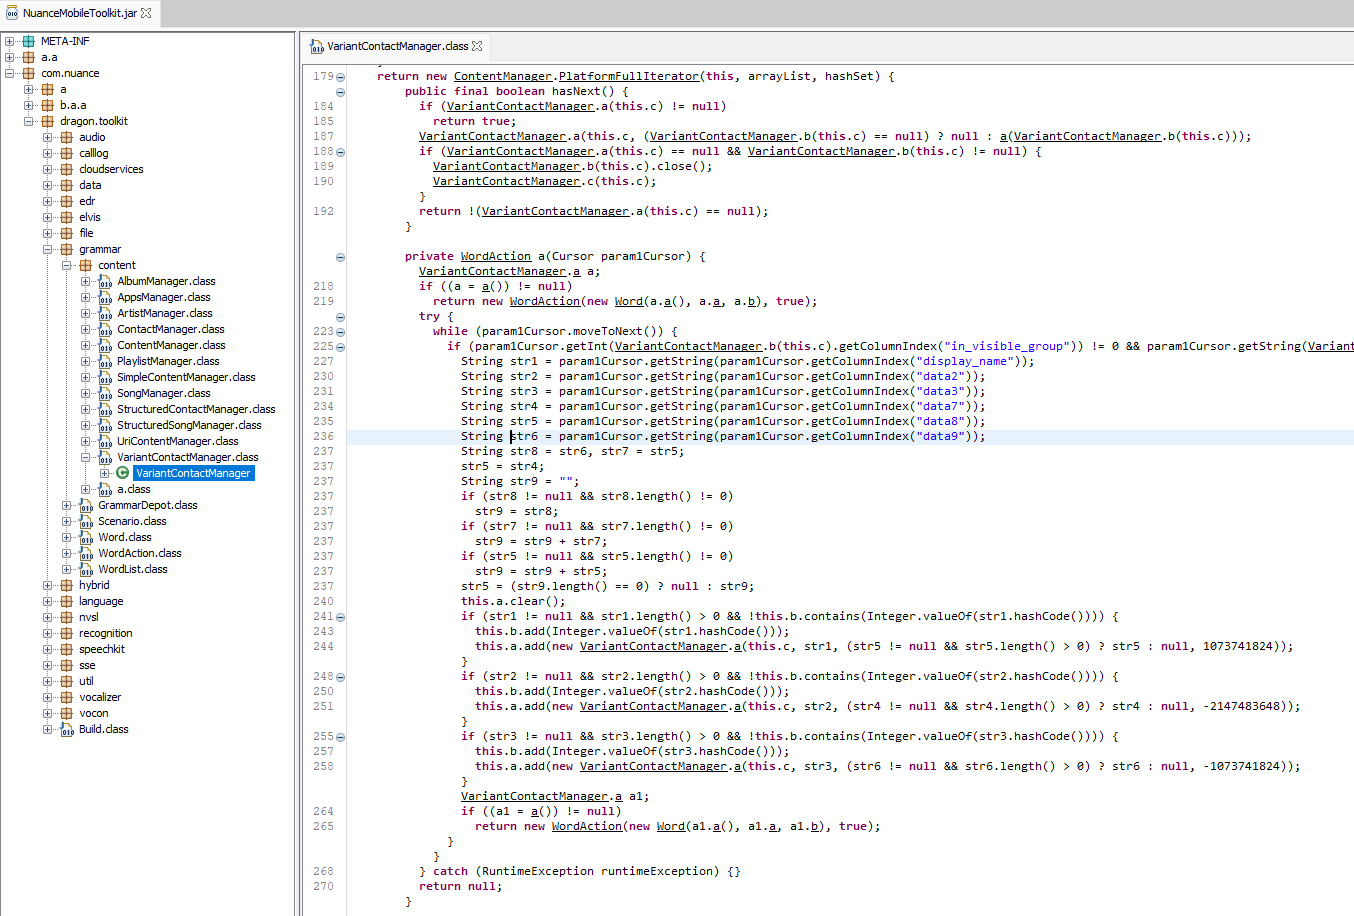 NuanceMobileToolkit.jar
META-INF
a.a
com.nuance
a
b.a.a
dragon.toolkit
audio
calllog
cloudservices
data
edr
elvis
file
grammar
content
AlbumManager.class
AppsManager.class
ArtistManager.class
ContactManager.class
ContentManager.class
PlaylistManager.class
SimpleContentManager.class
SongManager.class
StructuredContactManager.class
StructuredSongManager.class
UriContentManager.class
VariantContactManager.class
VariantContactManager
a.class
GrammarDepot.class
Scenario.class
Word.class
WordAction.class
WordList.class
hybrid
language
nvsl
recognition
speechkit
sse
util
vocalizer
vocon
Build.class
VariantContactManager.class
179 return new ContentManager.PlatformFullIterator(this, arrayList, hashSet) {
public final boolean hasNext() {
184 if (VariantContactManager.a(this.c) != null)
185 return true;
187 VariantContactManager.a(this.c, (VariantContactManager.b(this.c) == null) ? null : a(VariantContactManager.b(this.c)));
188 if (VariantContactManager.a(this.c) == null && VariantContactManager.b(this.c) != null) {
189 VariantContactManager.b(this.c).close();
190 VariantContactManager.c(this.c);
}
192 return !(VariantContactManager.a(this.c) == null);
}
private WordAction a(Cursor param1Cursor) {
VariantContactManager.a a;
218 if ((a = a()) != null)
219 return new WordAction(new Word(a.a(), a.a, a.b), true);
try {
223 while (param1Cursor.moveToNext()) {
225 if (param1Cursor.getInt(VariantContactManager.b(this.c).getColumnIndex("in_visible_group")) != 0 && param1Cursor.getString(Variant
227 String str1 = param1Cursor.getString(param1Cursor.getColumnIndex("display_name"));
230 String str2 = param1Cursor.getString(param1Cursor.getColumnIndex("data2"));
231 String str3 = param1Cursor.getString(param1Cursor.getColumnIndex("data3"));
234 String str4 = param1Cursor.getString(param1Cursor.getColumnIndex("data7"));
235 String str5 = param1Cursor.getString(param1Cursor.getColumnIndex("data8"));
236 String str6 = param1Cursor.getString(param1Cursor.getColumnIndex("data9"));
237 String str8 = str6, str7 = str5;
237 str5 = str4;
237 String str9 = "";
237 if (str8 != null && str8.length() != 0)
237 str9 = str8;
237 if (str7 != null && str7.length() != 0)
237 str9 = str9 + str7;
237 if (str5 != null && str5.length() != 0)
237 str9 = str9 + str5;
237 str5 = (str9.length() == 0) ? null : str9;
240 this.a.clear();
241 if (str1 != null && str1.length() > 0 && !this.b.contains(Integer.valueOf(str1.hashCode()))) {
243 this.b.add(Integer.valueOf(str1.hashCode()));
244 this.a.add(new VariantContactManager.a(this.c, str1, (str5 != null && str5.length() > 0) ? str5 : null, 1073741824));
}
248 if (str2 != null && str2.length() > 0 && !this.b.contains(Integer.valueOf(str2.hashCode()))) {
250 this.b.add(Integer.valueOf(str2.hashCode()));
251 this.a.add(new VariantContactManager.a(this.c, str2, (str4 != null && str4.length() > 0) ? str4 : null, -2147483648));
}
255 if (str3 != null && str3.length() > 0 && !this.b.contains(Integer.valueOf(str3.hashCode()))) {
257 this.b.add(Integer.valueOf(str3.hashCode()));
258 this.a.add(new VariantContactManager.a(this.c, str3, (str6 != null && str6.length() > 0) ? str6 : null, -1073741824));
}
VariantContactManager.a a1;
264 if ((a1 = a()) != null)
265 return new WordAction(new Word(a1.a(), a1.a, a1.b), true);
}
}
268 } catch (RuntimeException runtimeException) {}
270 return null;
}